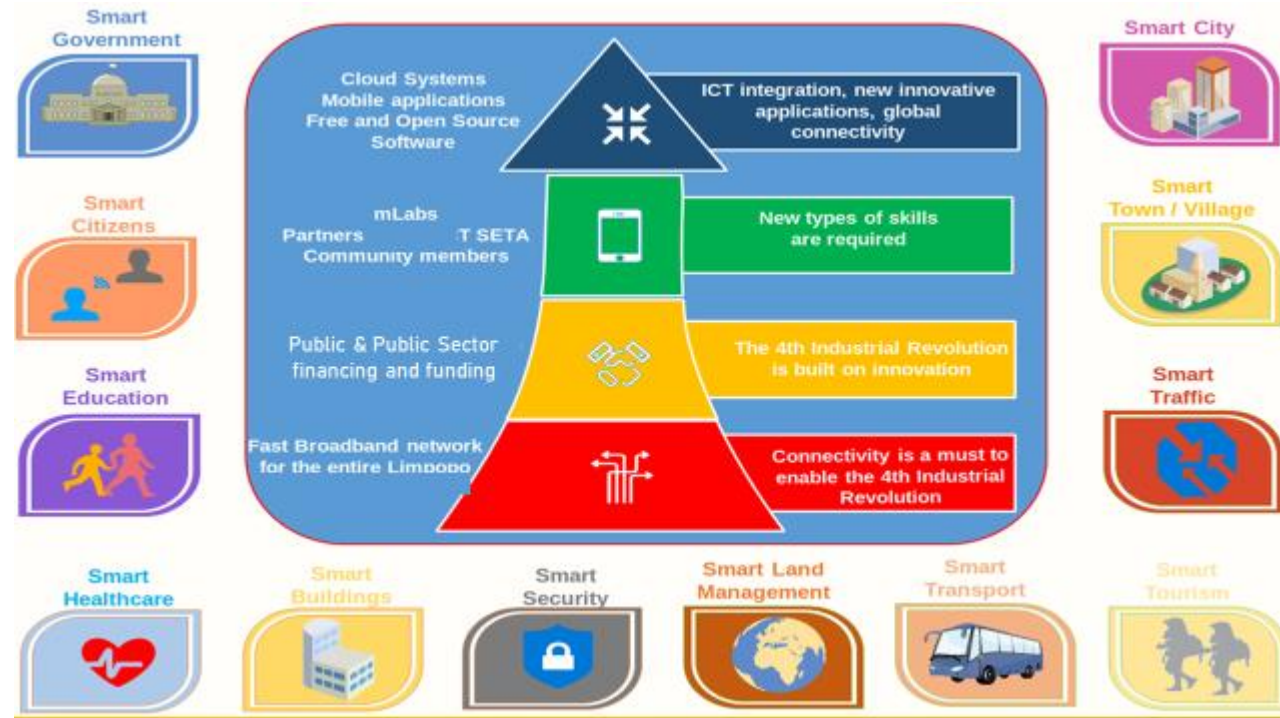 Smart
Government
Smart
Citizens
Smart
Education
Cloud Systems
Mobile applications
Free and Open Source
Software
ICT integration, new innovative
applications, global
connectivity
mLabs
Partners T SETA
Community members
New types of skills
are required
Public & Public Sector
financing and funding
The 4th Industrial Revolution
is built on innovation
Fast Broadband network
for the entire Limpopo
Connectivity is a must to
enable the 4th Industrial
Revolution
Smart City
Smart
Town / Village
Smart
Traffic
Smart
Healthcare
Smart
Buildings
Smart
Security
Smart Land
Management
Smart
Transport
Smart
Tourism